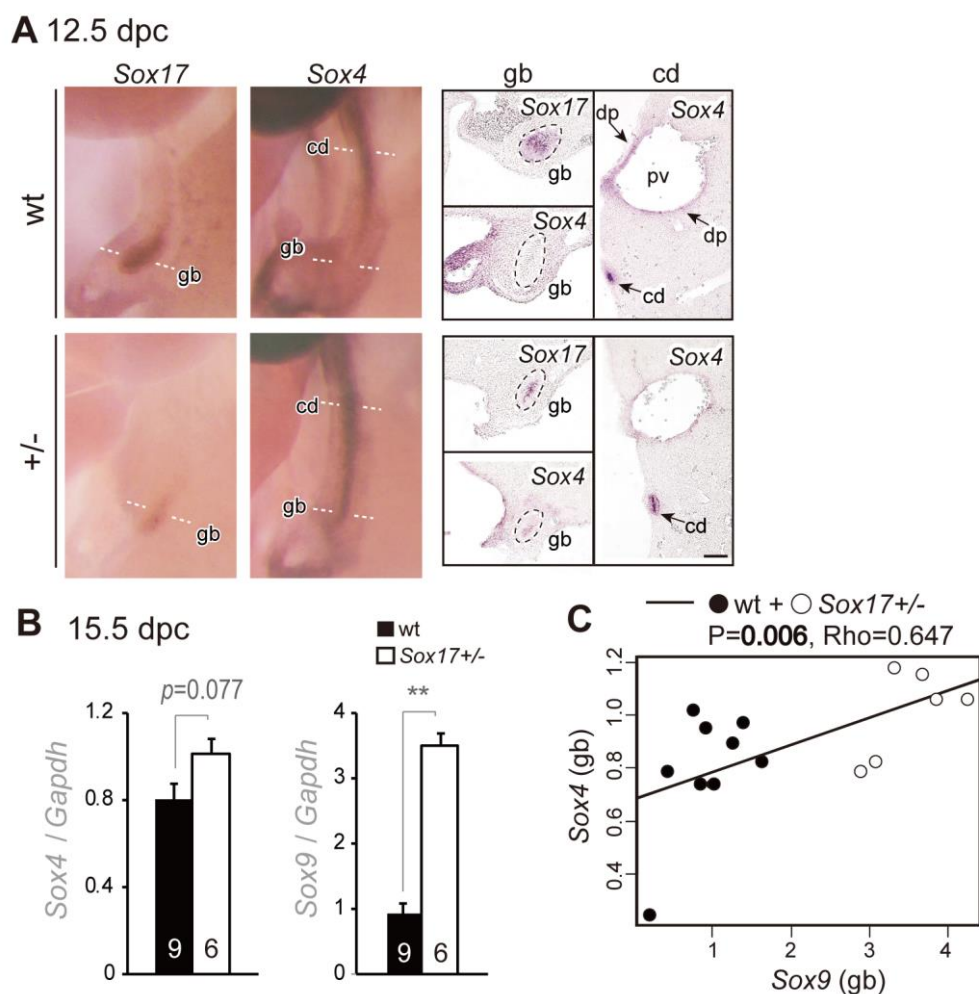 A 12.5 dpc
Sox17 Sox4 gb cd
wt
cd
gb
gb
Sox17
gb
Sox4
gb
Sox4
dp
pv
dp
cd
+/-
gb
cd
gb
Sox17
gb
Sox4
gb
Sox4
cd
B 15.5 dpc
wt
Sox17+/-
p=0.077
Sox4 / Gapdh
1.2
0.8
0.4
0
9 6
**
Sox9 / Gapdh
4
3
2
1
0
9 6
C
wt + Sox17+/-
P=0.006, Rho=0.647
Sox4 (gb)
1.2
1.0
0.8
0.6
0.4
1 2 3 4
Sox9 (gb)